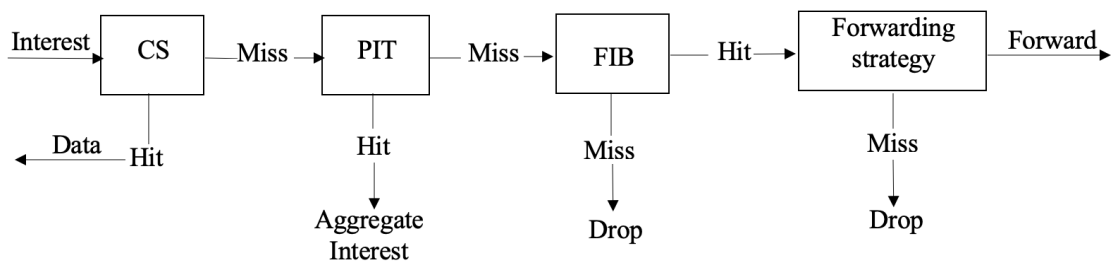 Interest
CS
Miss
PIT
Miss
FIB
Hit
Forwarding
strategy
Forward
Data
Hit
Hit
Miss
Miss
Aggregate
Interest
Drop
Drop